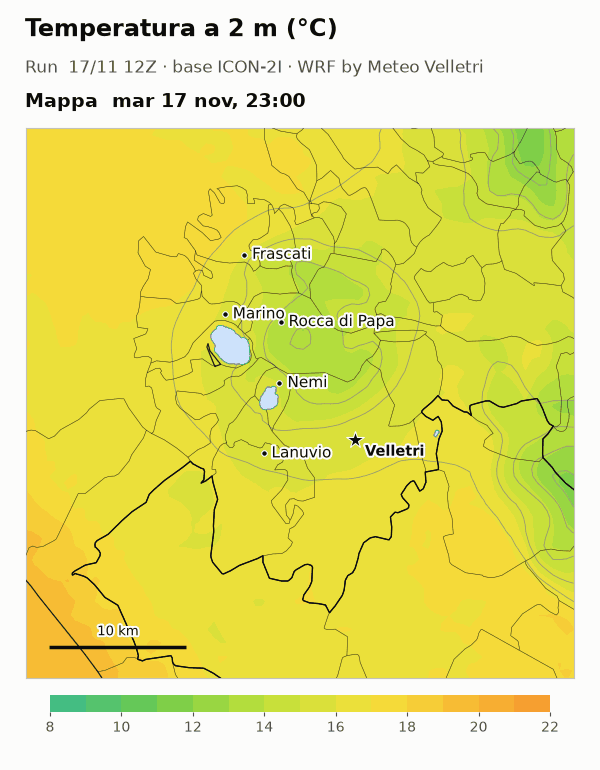 Temperatura a 2 m (°C)
Run  17/11 12Z · base ICON-2I · WRF by Meteo Velletri
Mappa  mar 17 nov, 23:00
Frascati
Marino
Rocca di Papa
Nemi
Velletri
Lanuvio
10 km
8 10 12 14 16 18 20 22